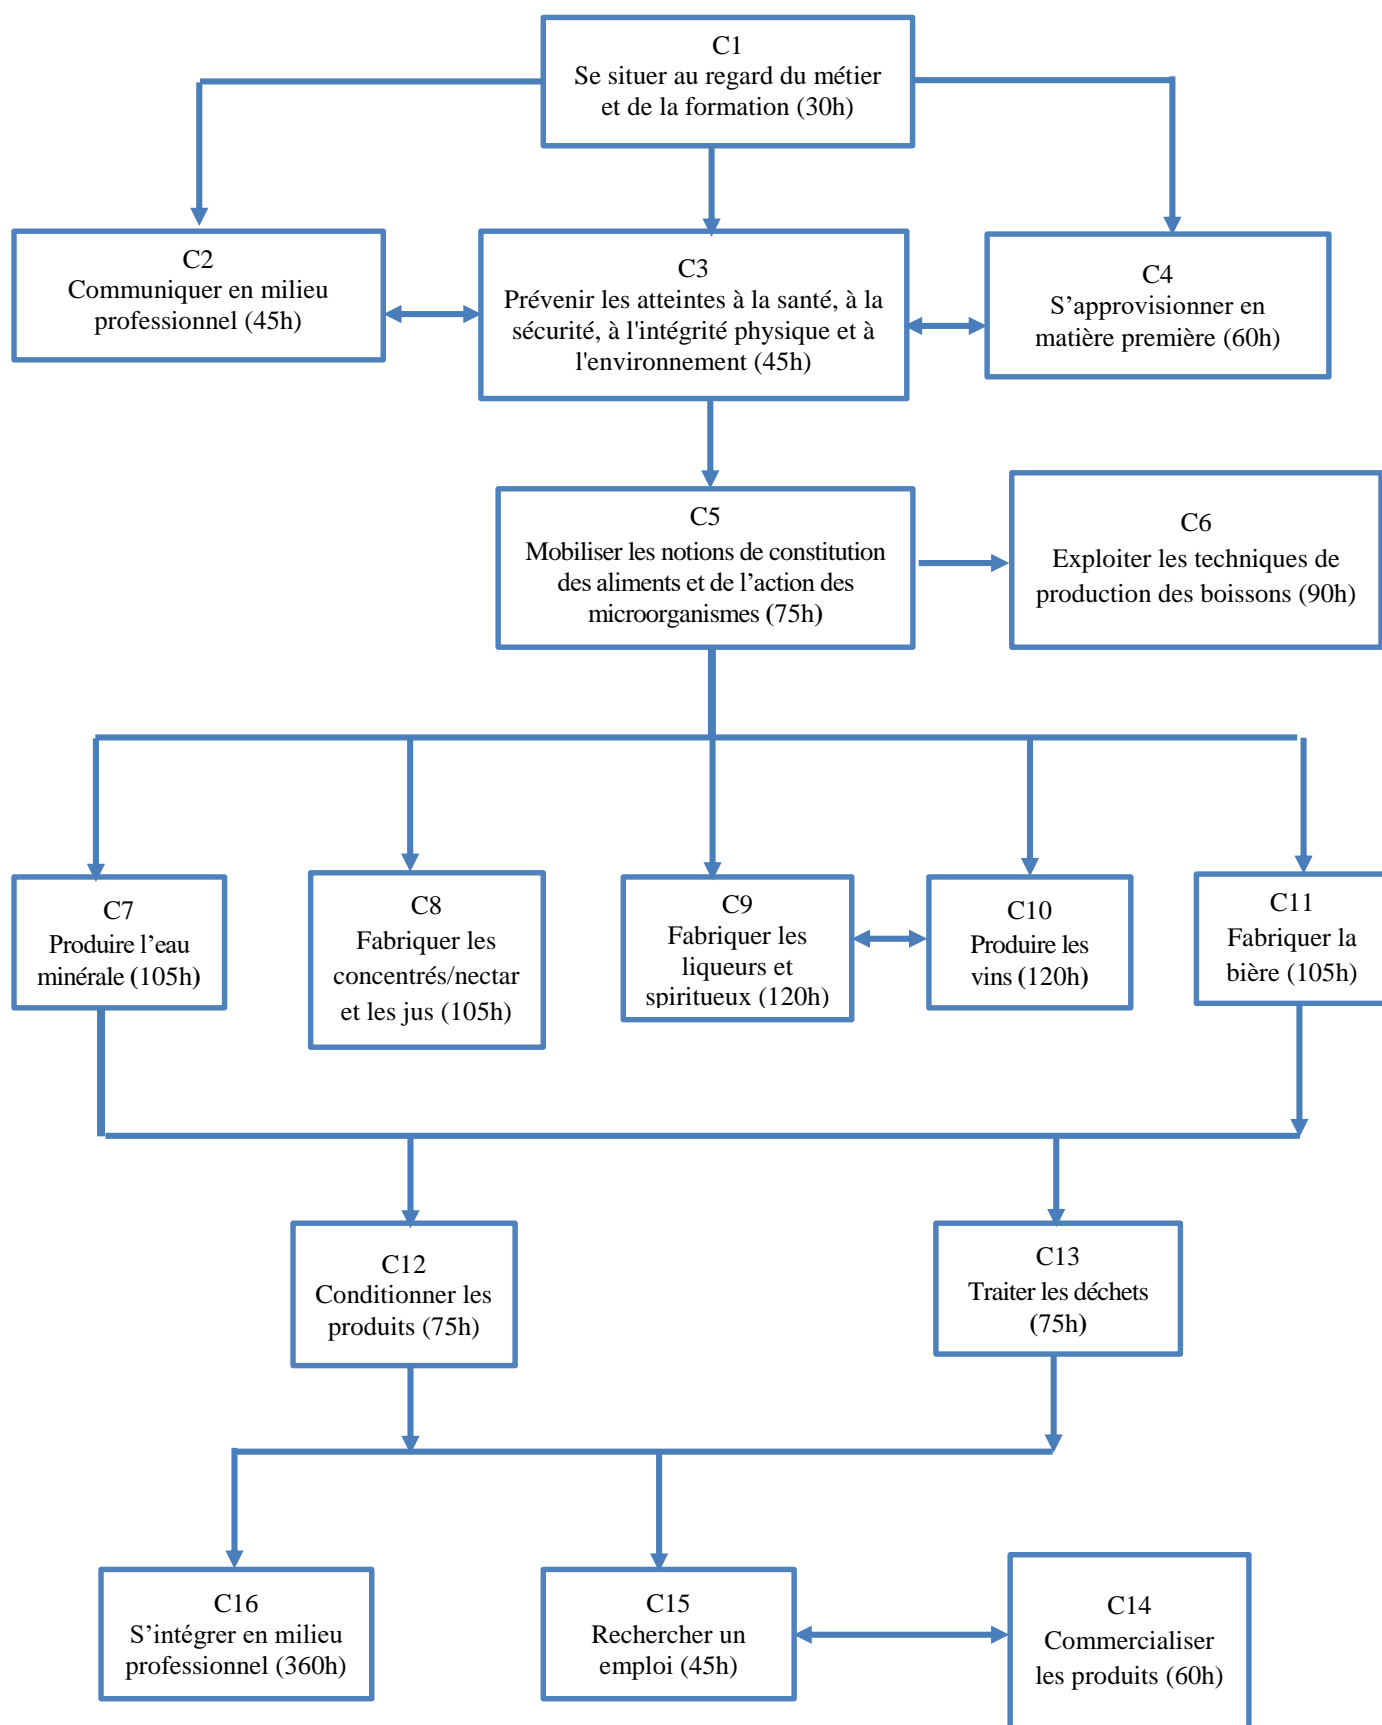 C1
Se situer au regard du métier
et de la formation (30h)
C2
Communiquer en milieu
professionnel (45h)
C3
Prévenir les atteintes à la santé, à la
sécurité, à l'intégrité physique et à
l'environnement (45h)
C4
S’approvisionner en
matière première (60h)
C5
Mobiliser les notions de constitution
des aliments et de l’action des
microorganismes (75h)
C6
Exploiter les techniques de
production des boissons (90h)
C7
Produire l’eau
minérale (105h)
C8
Fabriquer les
concentrés/nectar
et les jus (105h)
C9
Fabriquer les
liqueurs et
spiritueux (120h)
C10
Produire les
vins (120h)
C11
Fabriquer la
bière (105h)
C12
Conditionner les
produits (75h)
C13
Traiter les déchets
(75h)
C16
S’intégrer en milieu
professionnel (360h)
C15
Rechercher un
emploi (45h)
C14
Commercialiser
les produits (60h)